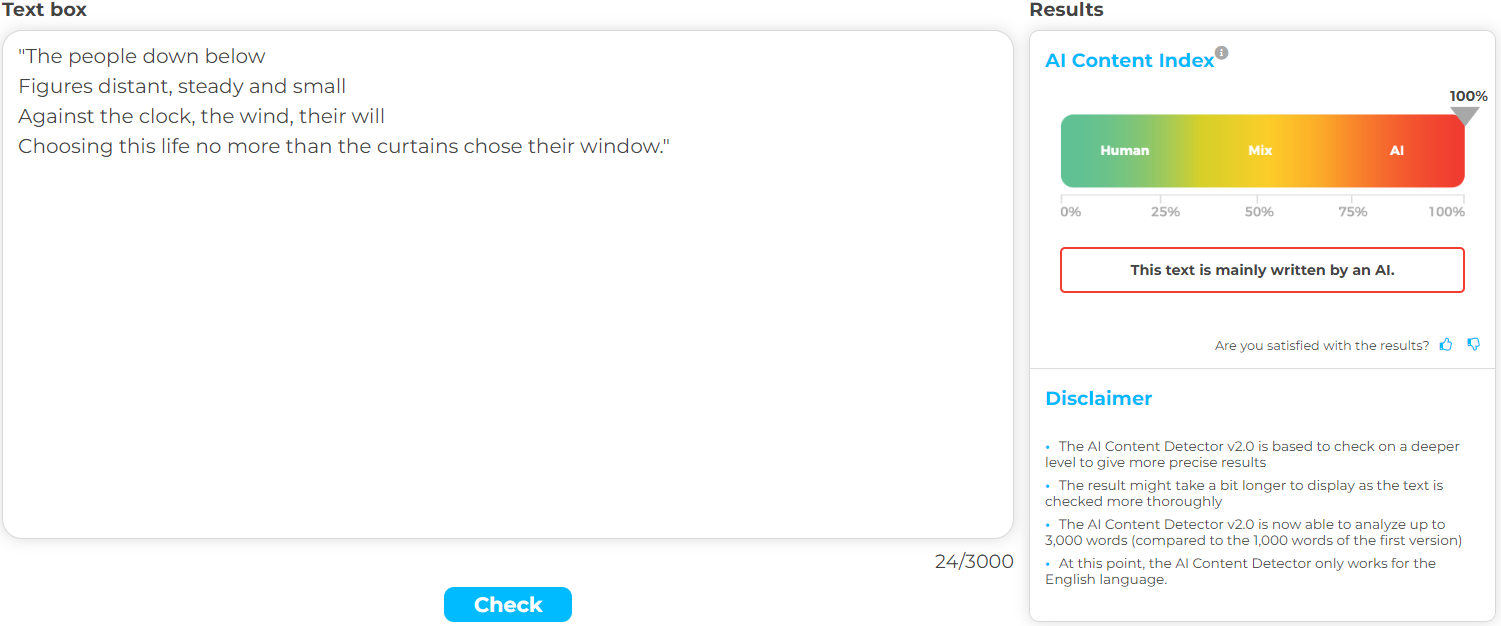 Text box
"The people down below
Figures distant, steady and small
Against the clock, the wind, their will
Choosing this life no more than the curtains chose their window."
24/3000
Check
Results
AI Content Index
100%
Human Mix AI
0% 25% 50% 75% 100%
This text is mainly written by an AI.
Are you satisfied with the results?
Disclaimer
• The AI Content Detector v2.0 is based to check on a deeper
level to give more precise results
• The result might take a bit longer to display as the text is
checked more thoroughly
• The AI Content Detector v2.0 is now able to analyze up to
3,000 words (compared to the 1,000 words of the first version)
• At this point, the AI Content Detector only works for the
English language.